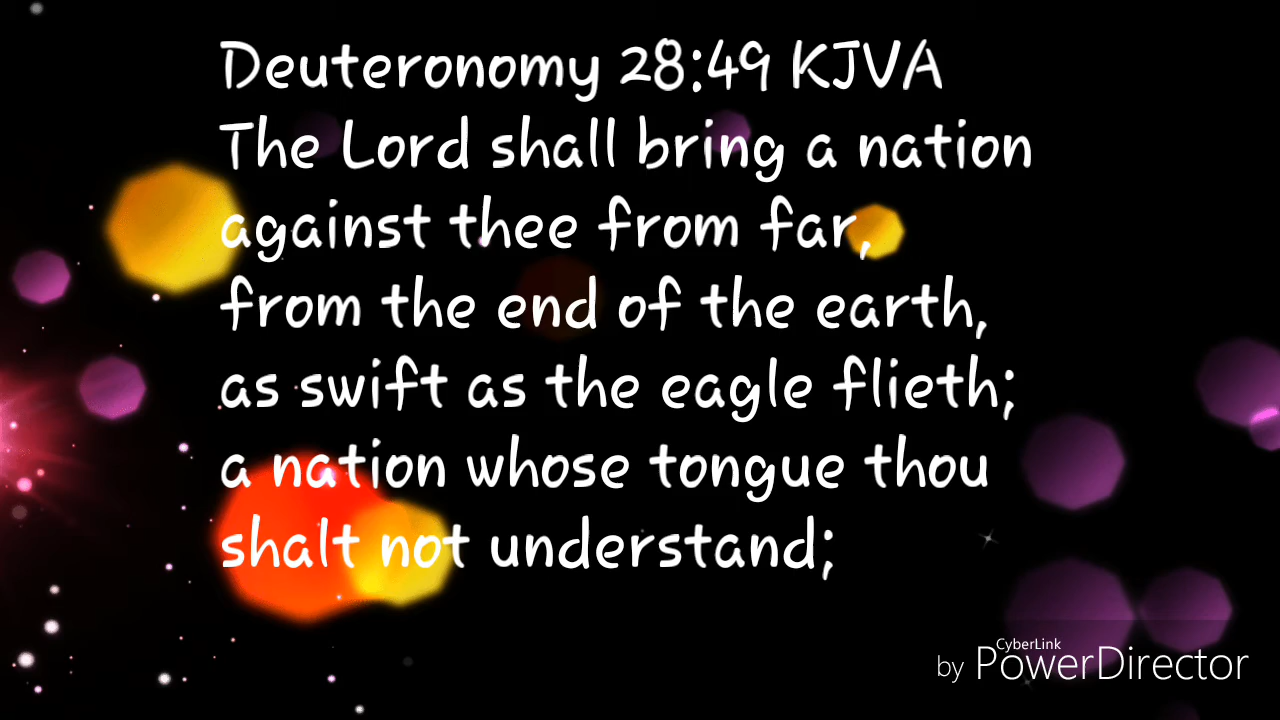 Deuteronomy 28:49 KJVA
The Lord shall bring a nation
against thee from far,
from the end of the earth,
as swift as the eagle flieth;
a nation whose tongue thou
shalt not understand;
CyberLink
by PowerDirector